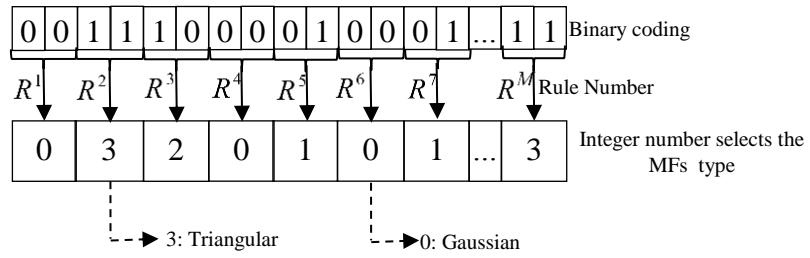 0 0 1 1 1 0 0 0 0 1 0 0 0 1 ... 1 1 Binary coding
R¹ R² R³ R⁴ R⁵ R⁶ R⁷ Rᴹ Rule Number
0 3 2 0 1 0 1 ... 3 Integer number selects the
MFs type
3: Triangular 0: Gaussian